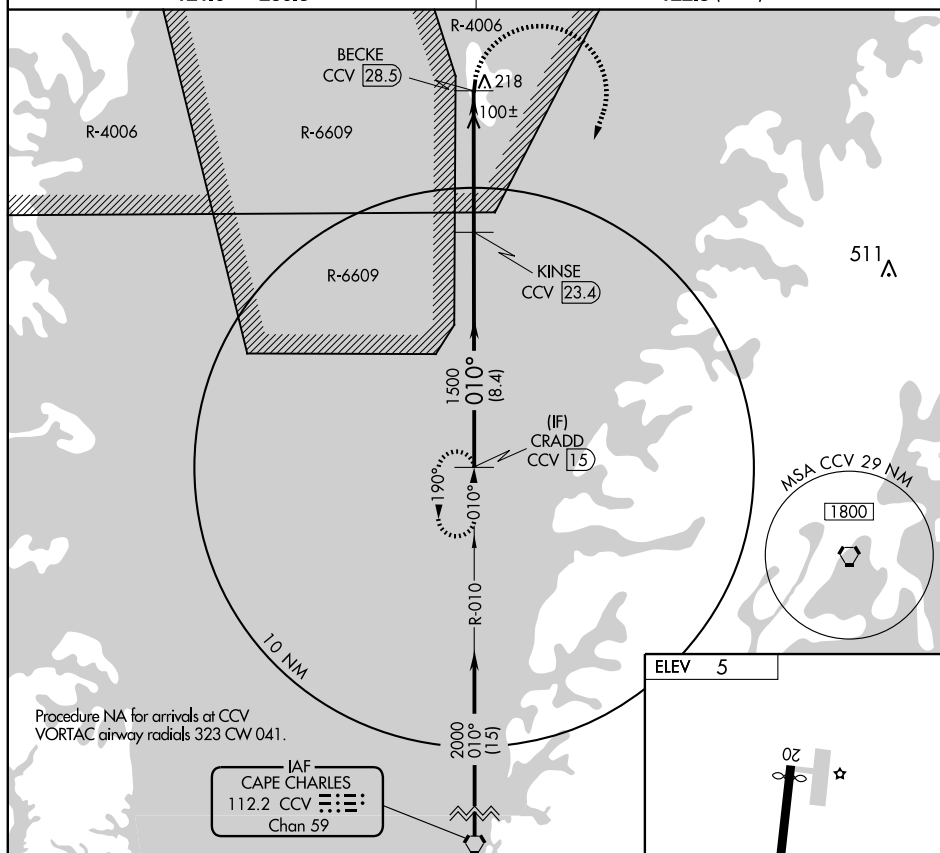 R-4006
BECKE
CCV 28.5
218
100±
R-4006
R-6609
R-6609
KINSE
CCV 23.4
511
1500
010°
(8.4)
(IF)
CRADD
CCV 15
190°
010°
MSA CCV 29 NM
1800
R-010
10 NM
ELEV 5
Procedure NA for arrivals at CCV
VORTAC airway radials 323 CW 041.
2000
010°
(15)
IAF
CAPE CHARLES
112.2 CCV
Chan 59
20